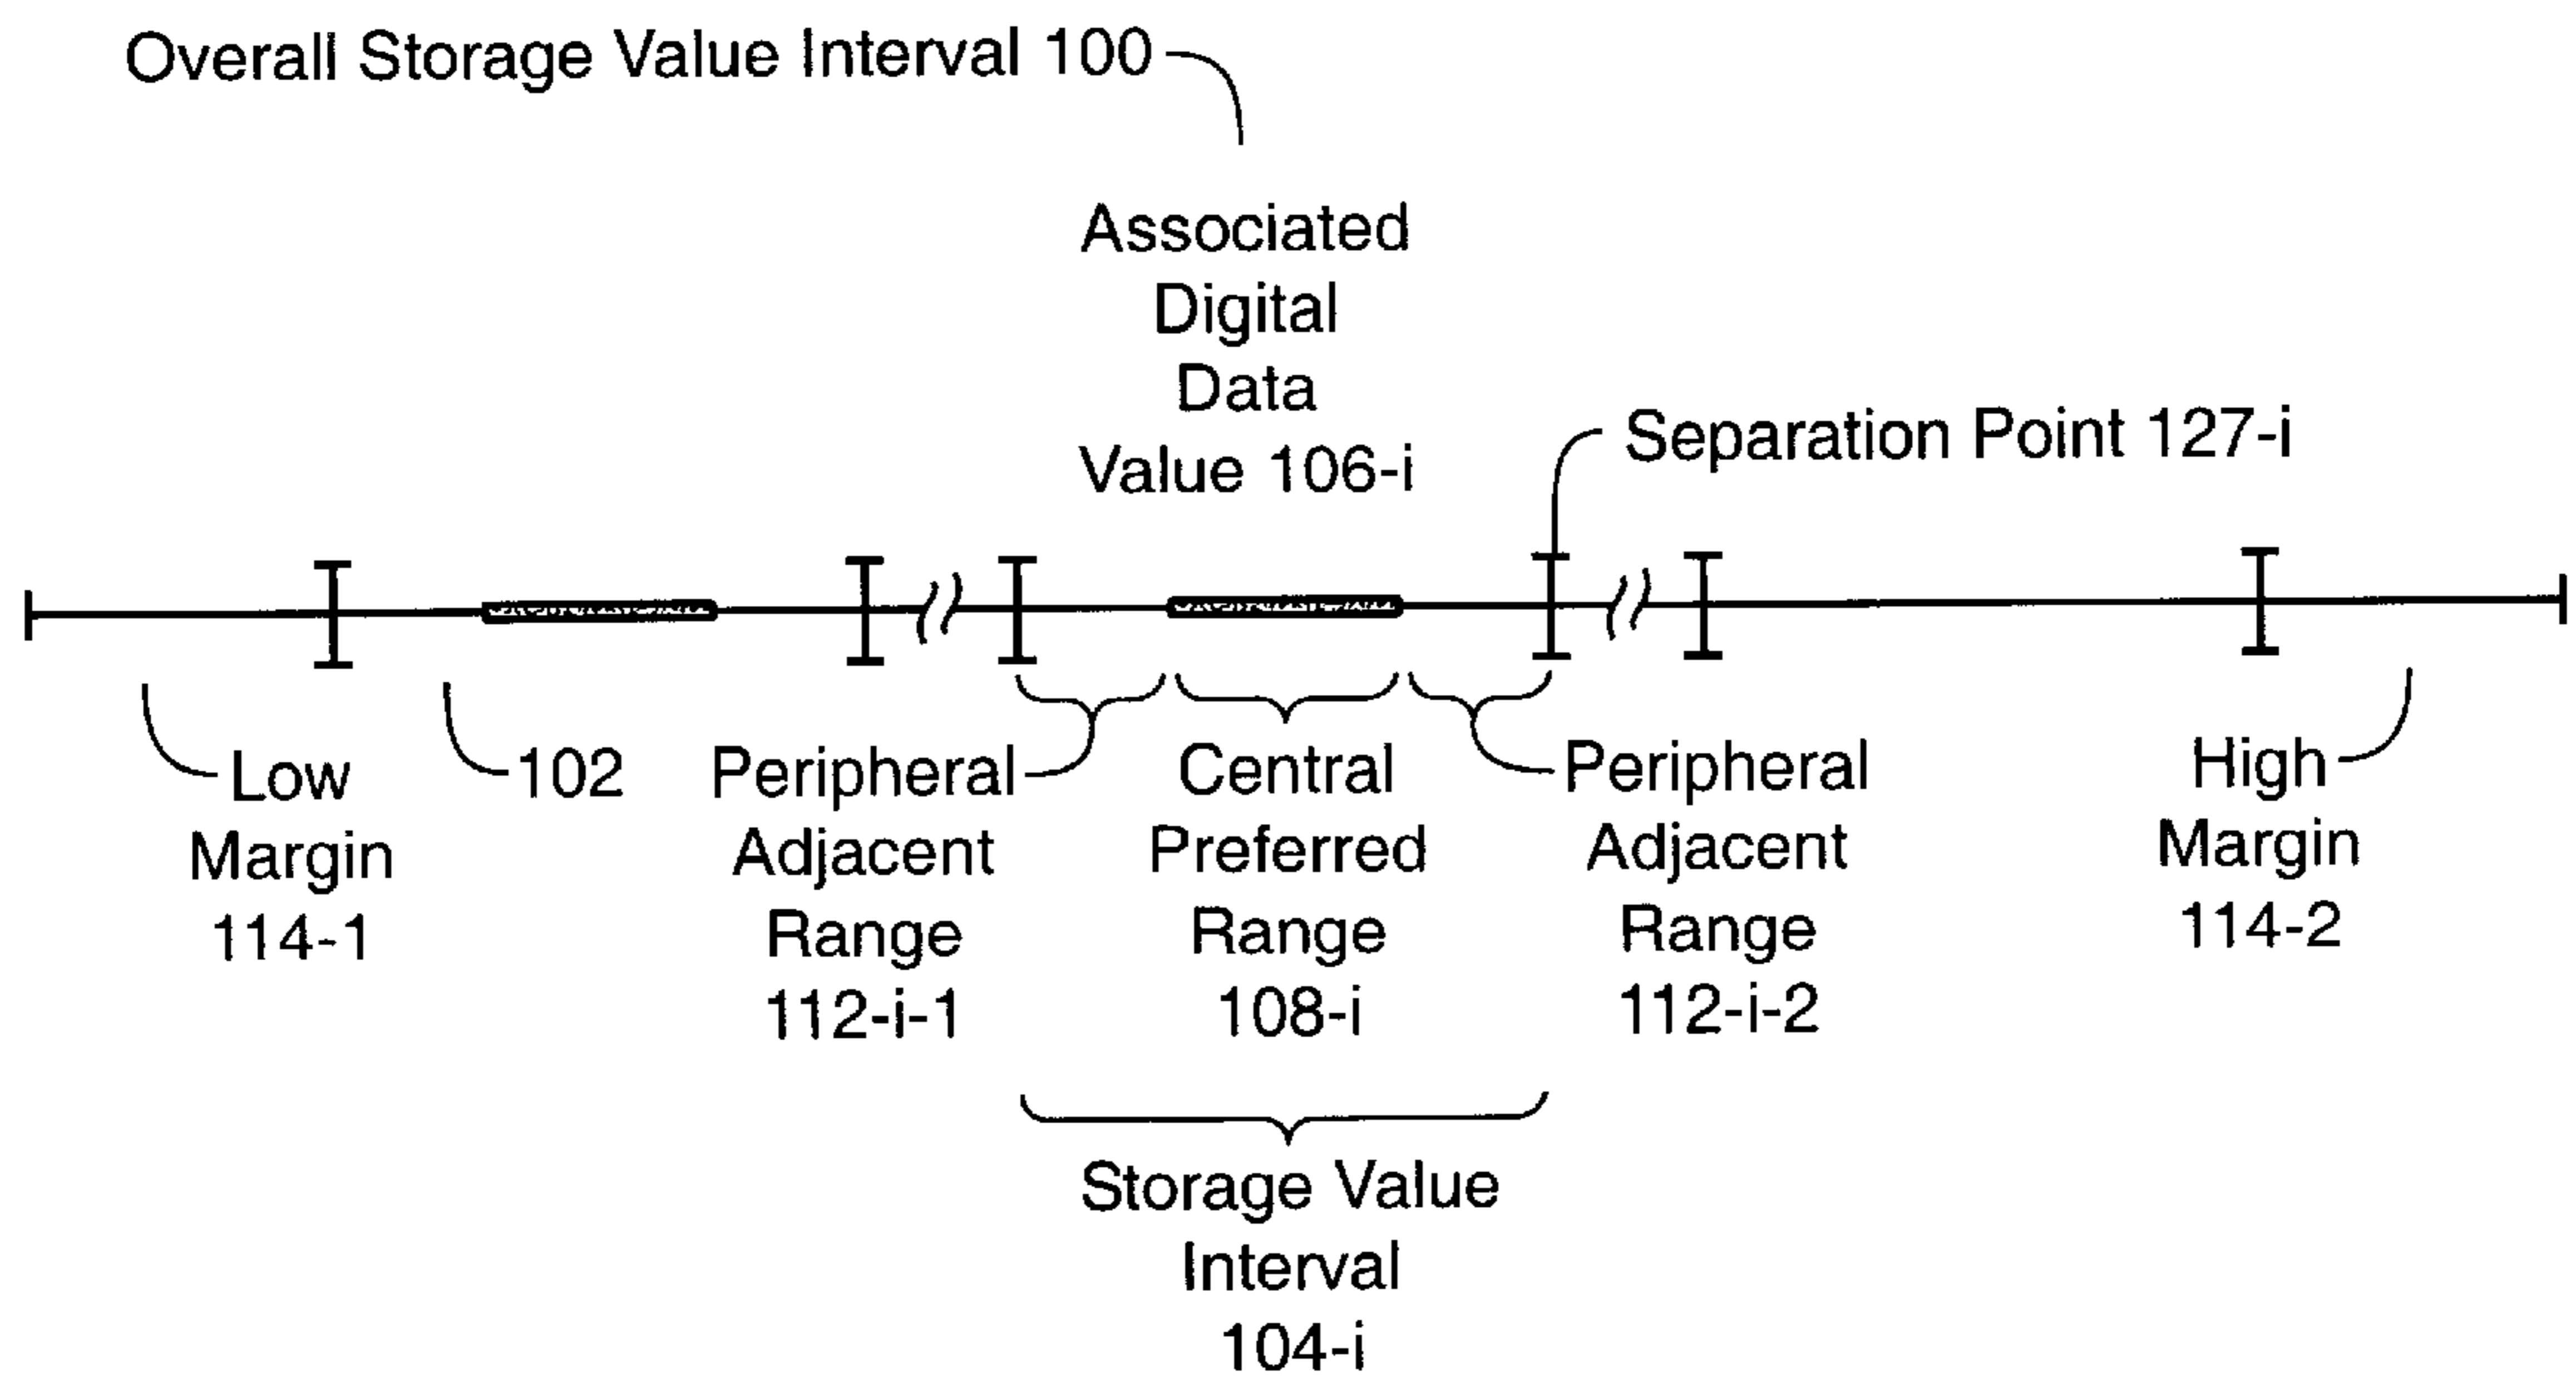 Overall Storage Value Interval 100
Associated
Digital
Data
Value 106-i
Separation Point 127-i
Low
Margin
114-1
102
Peripheral
Adjacent
Range
112-i-1
Central
Preferred
Range
108-i
Peripheral
Adjacent
Range
112-i-2
High
Margin
114-2
Storage Value
Interval
104-i